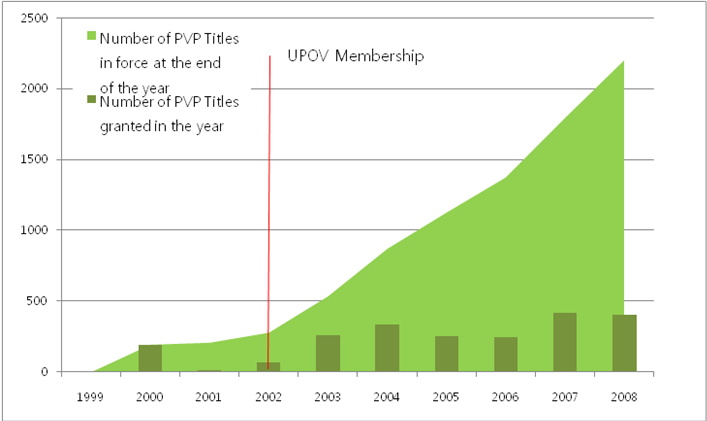 2500
2000
1500
1000
500
0
Number of PVP Titles
in force at the end
of the year
Number of PVP Titles
granted in the year
UPOV Membership
1999 2000 2001 2002 2003 2004 2005 2006 2007 2008